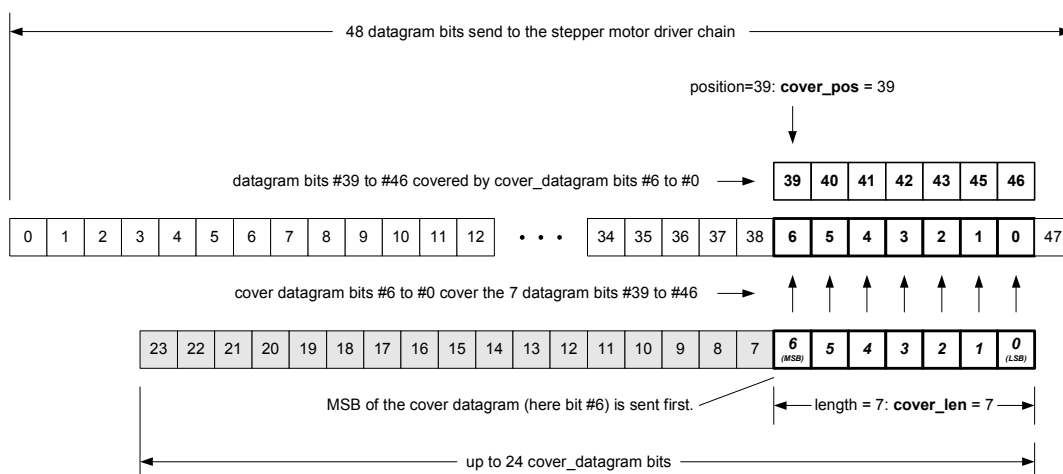 48 datagram bits send to the stepper motor driver chain
position=39: cover_pos = 39
datagram bits #39 to #46 covered by cover_datagram bits #6 to #0
39 40 41 42 43 45 46
0 1 2 3 4 5 6 7 8 9 10 11 12 • • • 34 35 36 37 38 6 5 4 3 2 1 0 47
cover datagram bits #6 to #0 cover the 7 datagram bits #39 to #46
23 22 21 20 19 18 17 16 15 14 13 12 11 10 9 8 7 6 5 4 3 2 1 0
(MSB) (LSB)
MSB of the cover datagram (here bit #6) is sent first.
length = 7: cover_len = 7
up to 24 cover_datagram bits